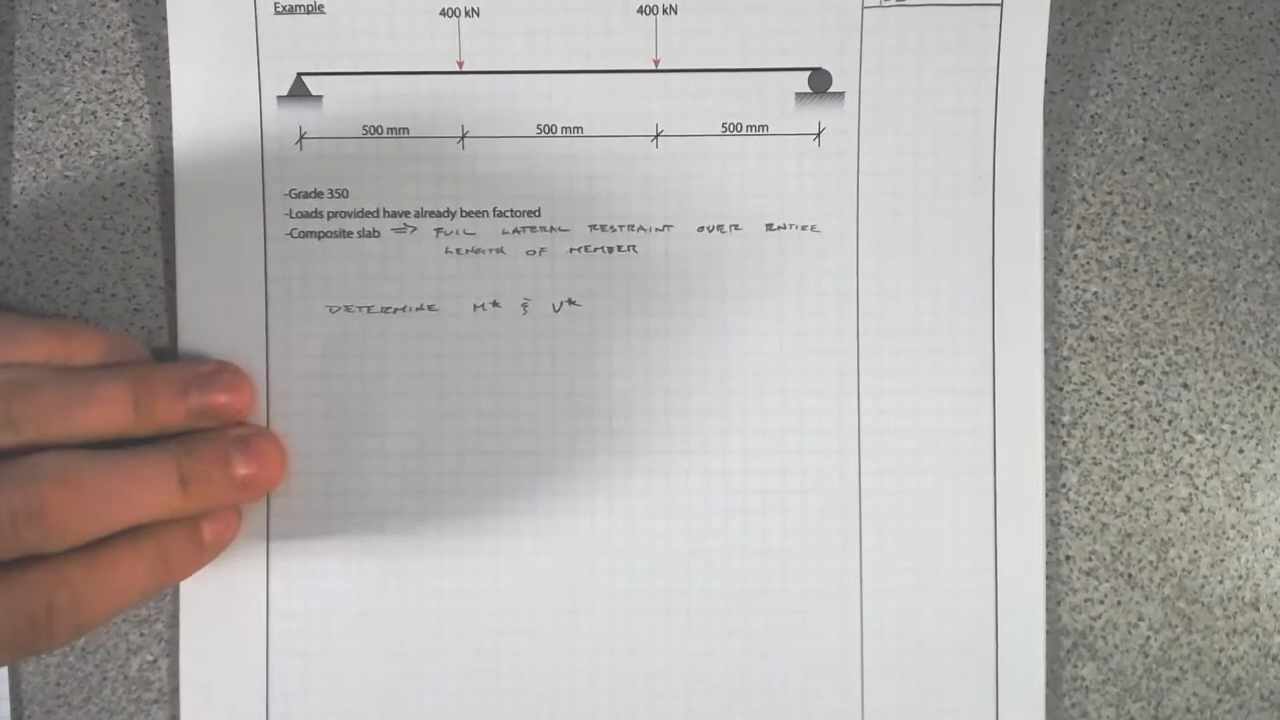 Example
400 kN 400 kN
500 mm 500 mm 500 mm
-Grade 350
-Loads provided have already been factored
-Composite slab => FULL LATERAL RESTRAINT OVER ENTIRE
LENGTH OF MEMBER
DETERMINE M* & V*